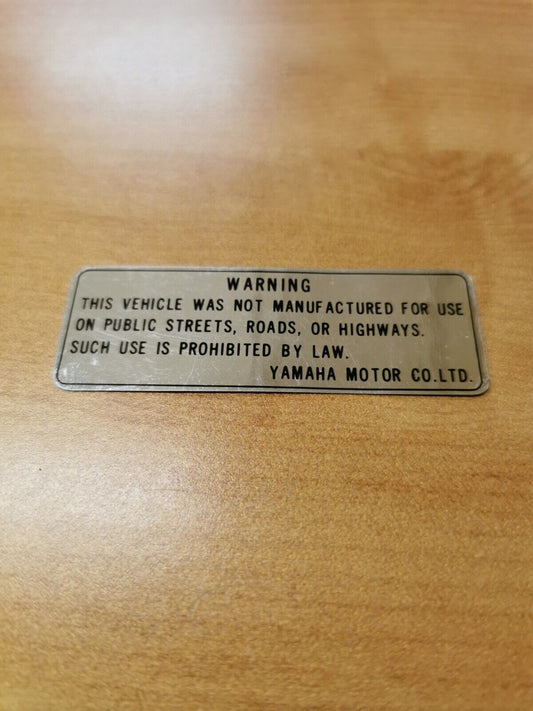 WARNING
THIS VEHICLE WAS NOT MANUFACTURED FOR USE
ON PUBLIC STREETS, ROADS, OR HIGHWAYS.
SUCH USE IS PROHIBITED BY LAW.
YAMAHA MOTOR CO.LTD.